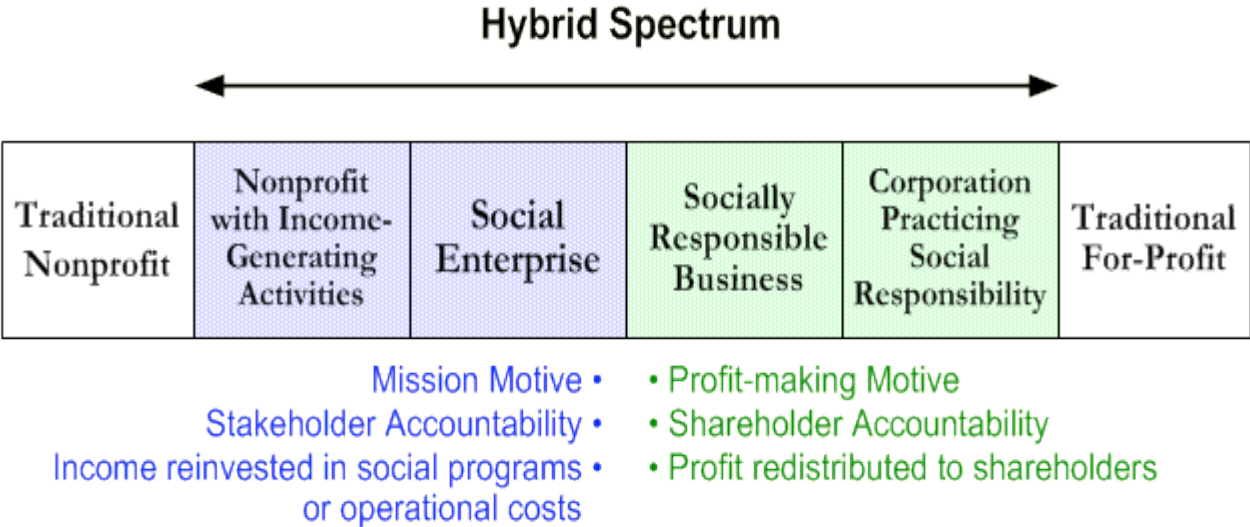 Hybrid Spectrum
Traditional
Nonprofit
Nonprofit
with Income-
Generating
Activities
Social
Enterprise
Socially
Responsible
Business
Corporation
Practicing
Social
Responsibility
Traditional
For-Profit
Mission Motive •
Stakeholder Accountability •
Income reinvested in social programs •
or operational costs
• Profit-making Motive
• Shareholder Accountability
• Profit redistributed to shareholders